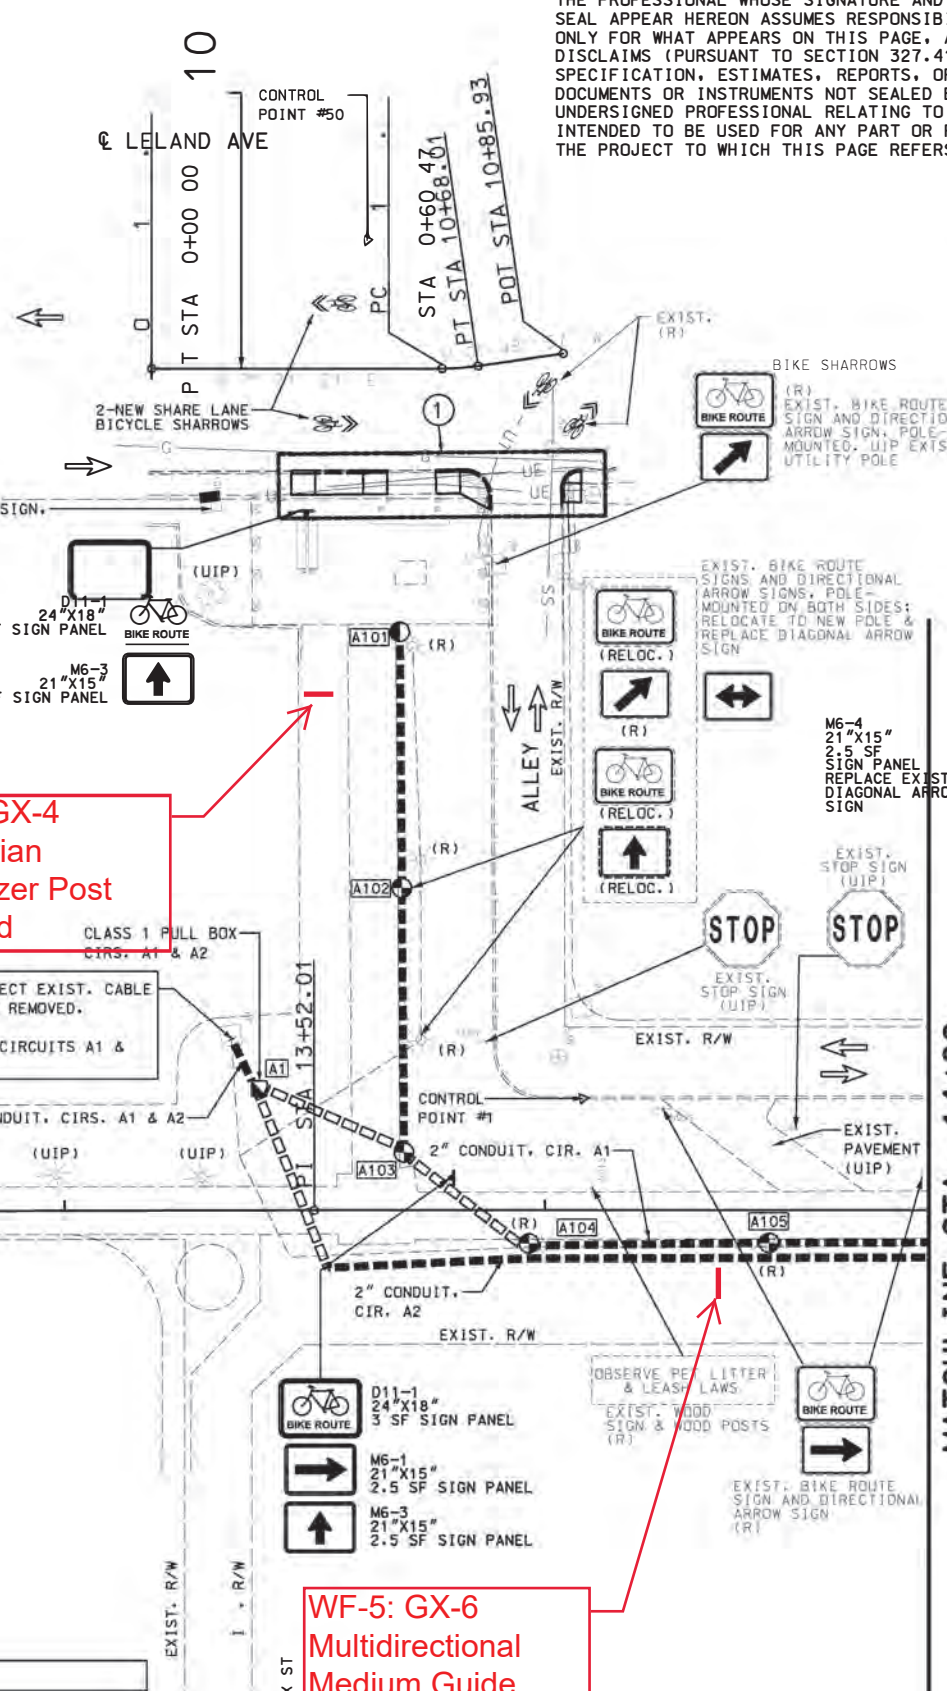 THE PROFESSIONAL WHOSE SIGNATURE AND
SEAL APPEAR HEREON ASSUMES RESPONSIB
ONLY FOR WHAT APPEARS ON THIS PAGE, A
DISCLAIMS (PURSUANT TO SECTION 327.4
SPECIFICATION, ESTIMATES, REPORTS, OR
DOCUMENTS OR INSTRUMENTS NOT SEALED B
UNDERSIGNED PROFESSIONAL RELATING TO
INTENDED TO BE USED FOR ANY PART OR
THE PROJECT TO WHICH THIS PAGE REFERS
10
CONTROL
POINT #50
℄ LELAND AVE
PT STA 0+00 00
0
1
PC
1
STA 0+60 47
PT STA 10+68.01
POT STA 10+85.93
EXIST.
(R)
BIKE SHARROWS
BIKE ROUTE
(R)
EXIST. BIKE ROUTE
SIGN AND DIRECTIO
ARROW SIGN, POLE-
MOUNTED. UIP EXIS
UTILITY POLE
2-NEW SHARE LANE
BICYCLE SHARROWS
1
G
G
UE
UE
SIGN.
(UIP)
SS
D11-1
24"X18"
SIGN PANEL
BIKE ROUTE
M6-3
21"X15"
SIGN PANEL
A101
(R)
EXIST. BIKE ROUTE
SIGNS AND DIRECTIONAL
ARROW SIGNS, POLE-
MOUNTED ON BOTH SIDES;
RELOCATE TO NEW POLE &
REPLACE DIAGONAL ARROW
SIGN
BIKE ROUTE
(RELOC.)
(R)
BIKE ROUTE
(RELOC.)
(RELOC.)
ALLEY
EXIST. R/W
M6-4
21"X15"
2.5 SF
SIGN PANEL
REPLACE EXIST
DIAGONAL ARRO
SIGN
GX-4
ian
zer Post
d
(R)
A102
EXIST.
STOP SIGN
(UIP)
STOP
STOP
EXIST.
STOP SIGN
(UIP)
CLASS 1 PULL BOX
CIRS. A1 & A2
ECT EXIST. CABLE
REMOVED.
CIRCUITS A1 &
A1
PI STA 13+52.01
(R)
EXIST. R/W
CONTROL
POINT #1
NDUIT. CIRS. A1 & A2
(UIP)
(UIP)
A103
2" CONDUIT, CIR. A1
EXIST.
PAVEMENT
(UIP)
(R)
A104
A105
(R)
2" CONDUIT,
CIR. A2
EXIST. R/W
OBSERVE PET LITTER
& LEASH LAWS
EXIST. WOOD
SIGN & WOOD POSTS
(R)
BIKE ROUTE
D11-1
24"X18"
3 SF SIGN PANEL
M6-1
21"X15"
2.5 SF SIGN PANEL
M6-3
21"X15"
2.5 SF SIGN PANEL
BIKE ROUTE
EXIST. BIKE ROUTE
SIGN AND DIRECTIONAL
ARROW SIGN
(R)
EXIST. R/W
R/W
ST
WF-5: GX-6
Multidirectional
Medium Guide